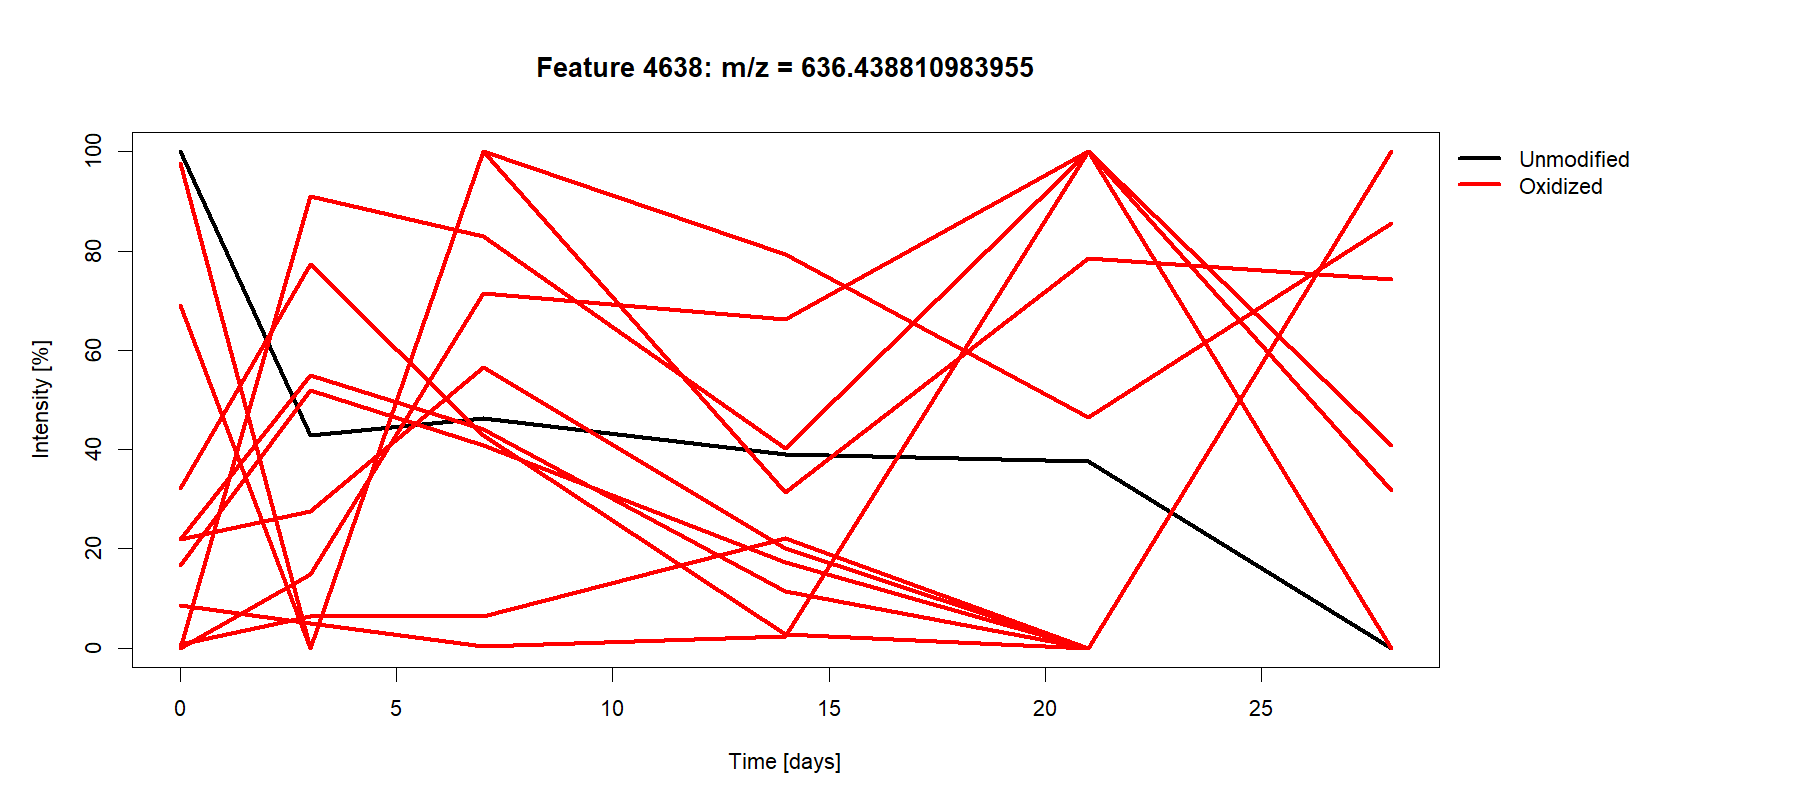 Feature 4638: m/z = 636.438810983955
Unmodified
Oxidized
Intensity [%]
100
80
60
40
20
0
0 5 10 15 20 25
Time [days]